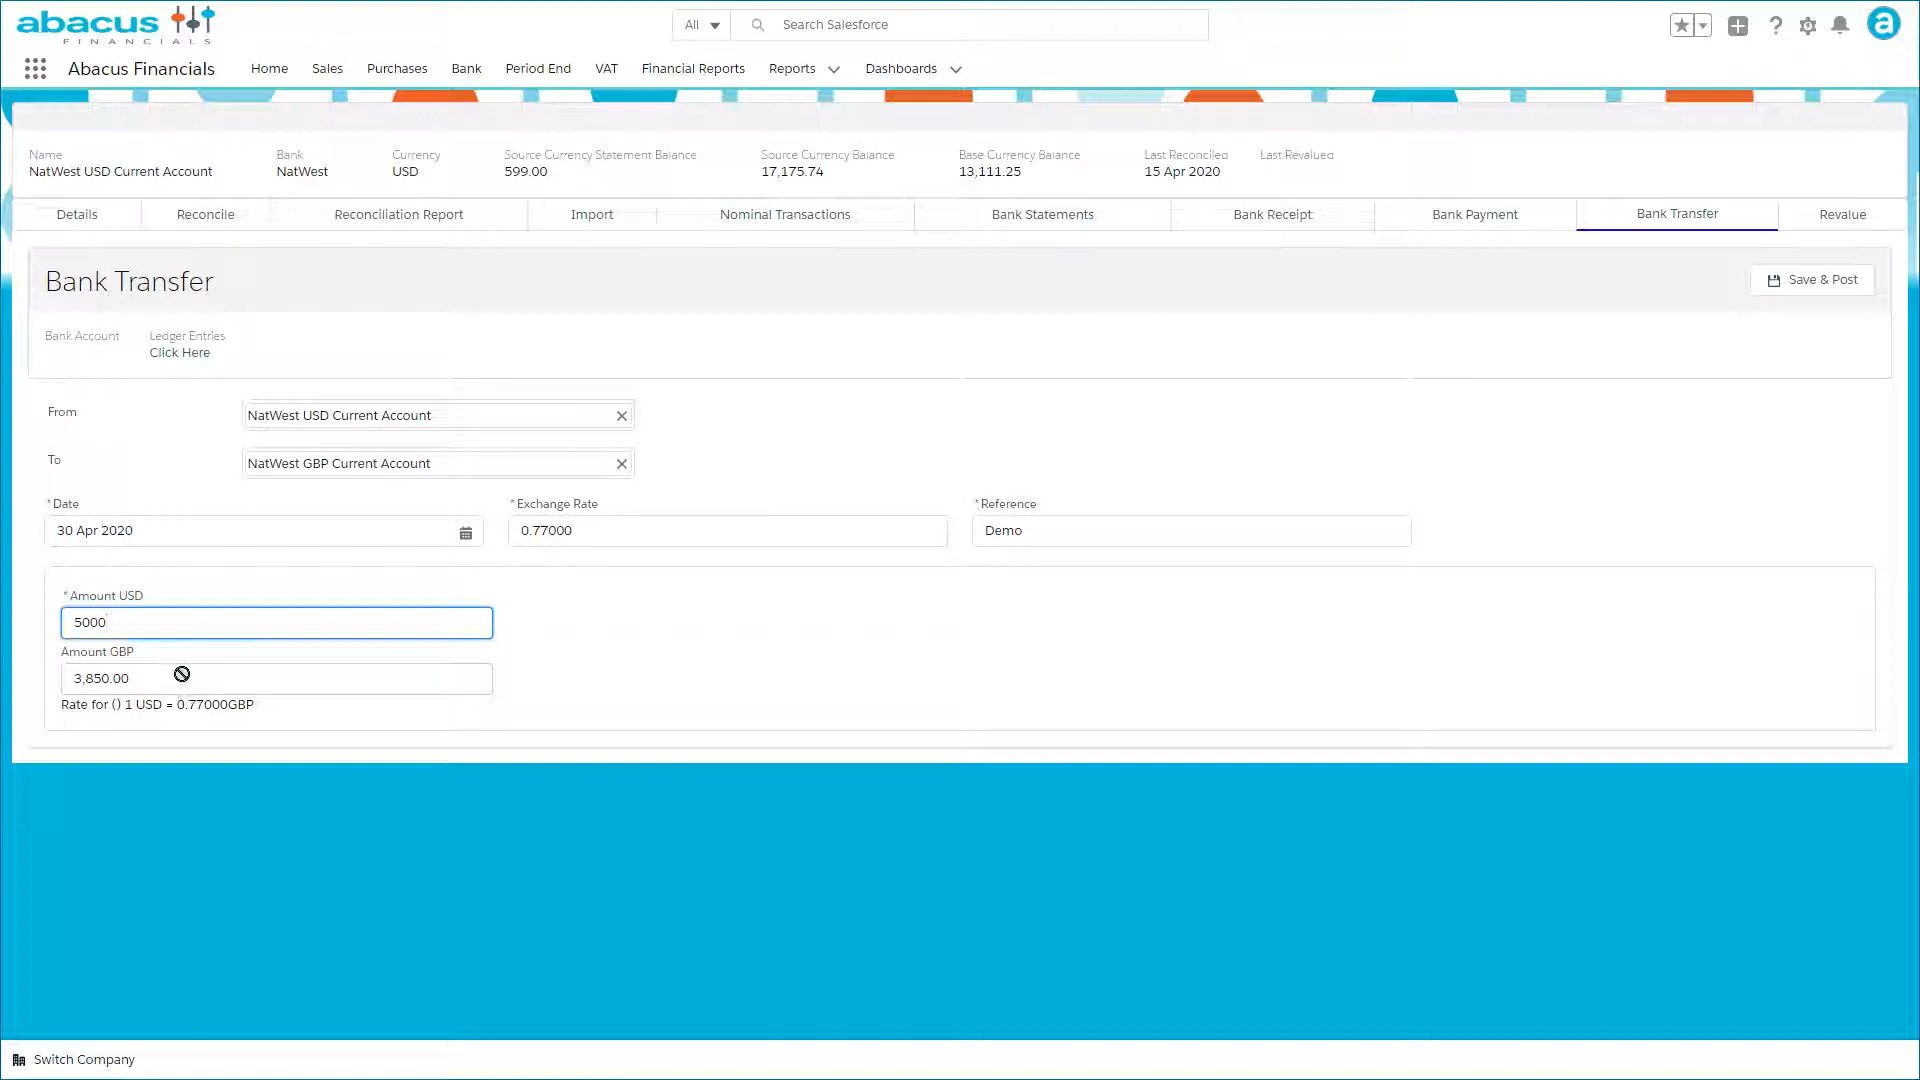 abacus
FINANCIALS
All
Search Salesforce
a
Abacus Financials Home Sales Purchases Bank Period End VAT Financial Reports Reports Dashboards
Name Bank Currency Source Currency Statement Balance Source Currency Balance Base Currency Balance Last Reconciled Last Revalued
NatWest USD Current Account NatWest USD 599.00 17,175.74 13,111.25 15 Apr 2020
Details Reconcile Reconciliation Report Import Nominal Transactions Bank Statements Bank Receipt Bank Payment Bank Transfer Revalue
Bank Transfer
Save & Post
Bank Account Ledger Entries
Click Here
From NatWest USD Current Account
To NatWest GBP Current Account
* Date * Exchange Rate * Reference
30 Apr 2020 0.77000 Demo
* Amount USD
5000
Amount GBP
3,850.00
Rate for () 1 USD = 0.77000GBP
Switch Company